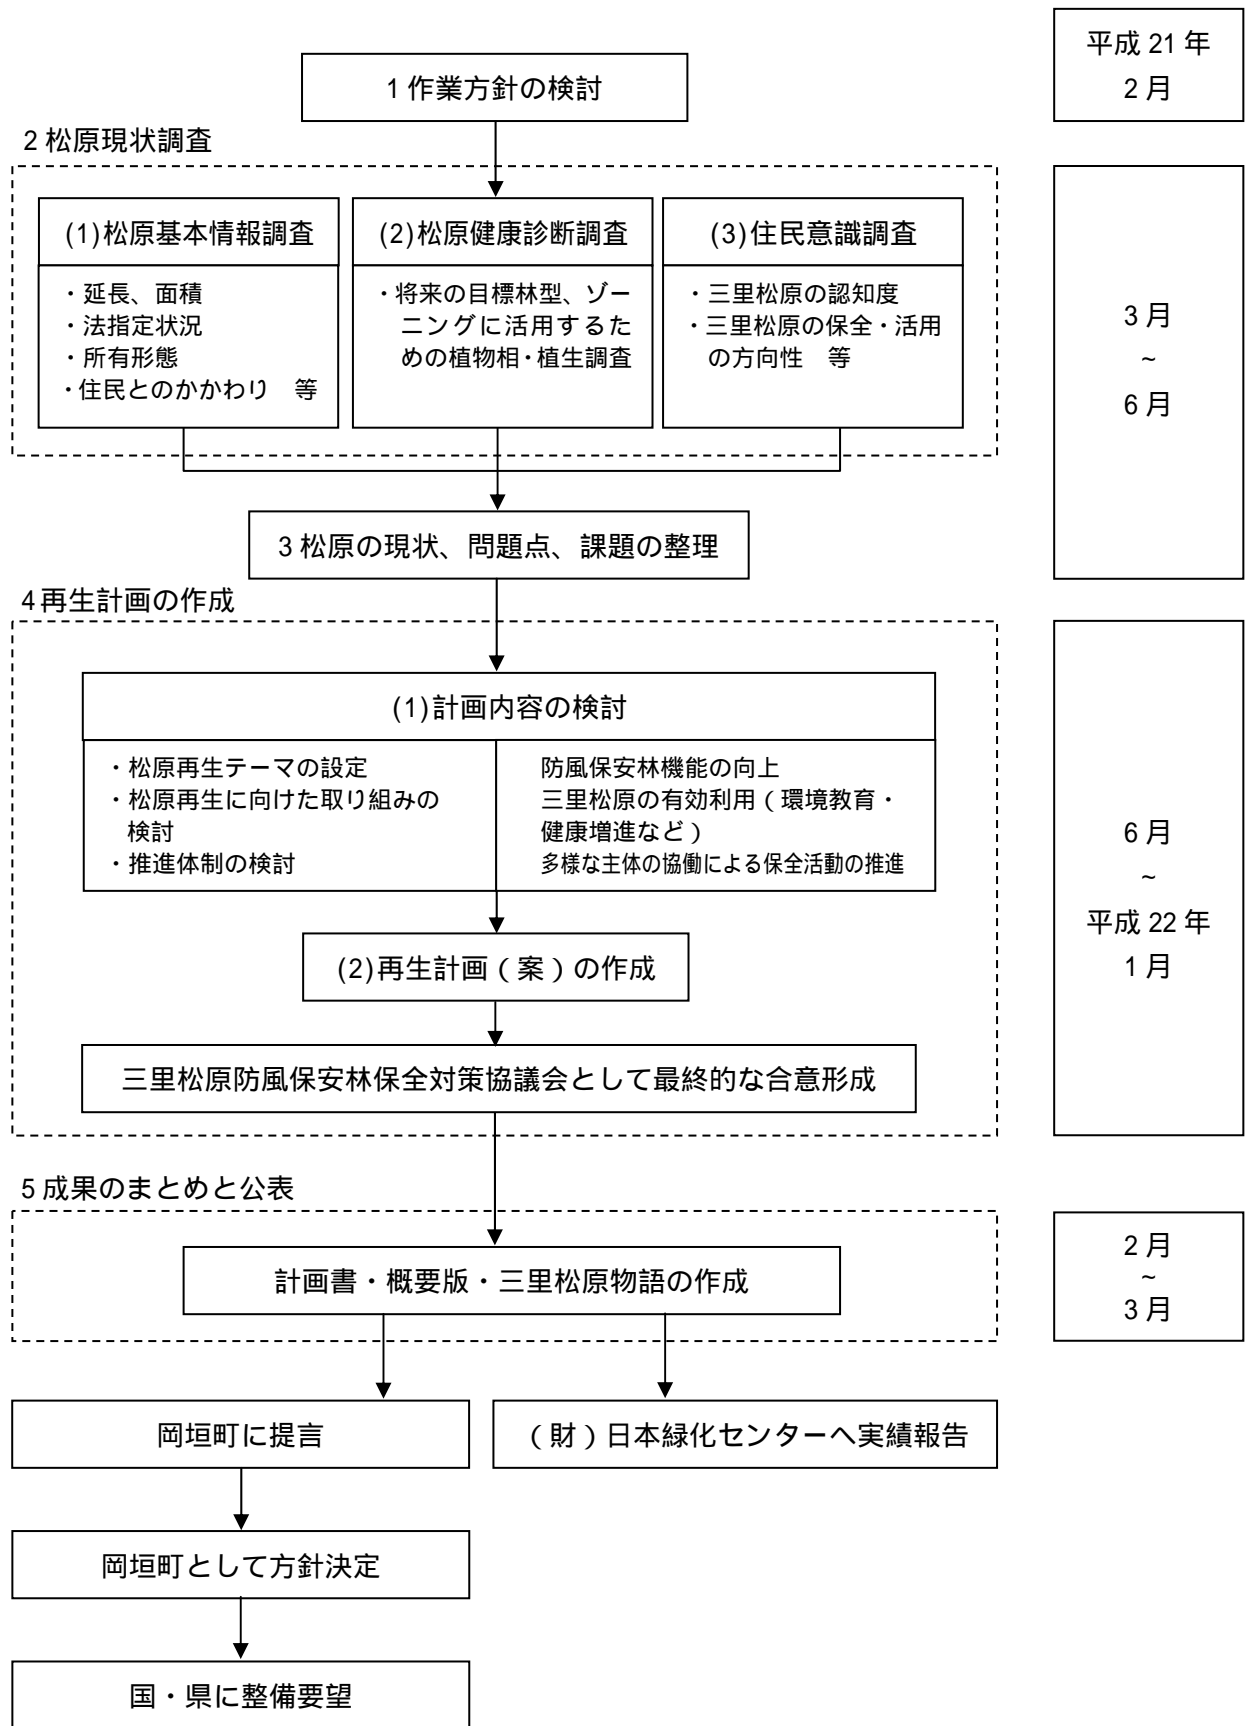 平成 21 年
2 月
1 作業方針の検討
2 松原現状調査
(1)松原基本情報調査
・延長、面積
・法指定状況
・所有形態
・住民とのかかわり　等
(2)松原健康診断調査
・将来の目標林型、ゾー
ニングに活用するた
めの植物相・植生調査
(3)住民意識調査
・三里松原の認知度
・三里松原の保全・活用
の方向性　等
3 月
~
6 月
3 松原の現状、問題点、課題の整理
4 再生計画の作成
(1)計画内容の検討
・松原再生テーマの設定
・松原再生に向けた取り組みの
検討
・推進体制の検討
防風保安林機能の向上
三里松原の有効利用（環境教育・
健康増進など）
多様な主体の協働による保全活動の推進
(2)再生計画（案）の作成
三里松原防風保安林保全対策協議会として最終的な合意形成
6 月
~
平成 22 年
1 月
5 成果のまとめと公表
計画書・概要版・三里松原物語の作成
2 月
~
3 月
岡垣町に提言
（財）日本緑化センターへ実績報告
岡垣町として方針決定
国・県に整備要望